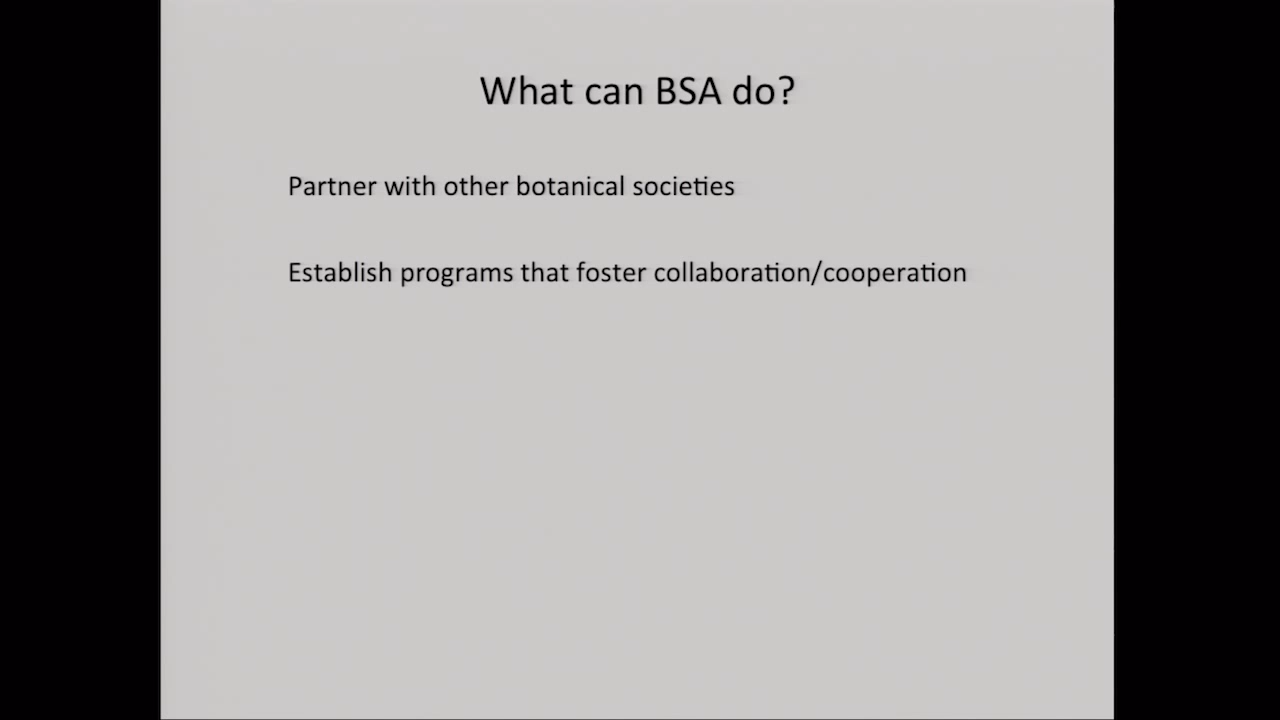 What can BSA do?
Partner with other botanical societies
Establish programs that foster collaboration/cooperation